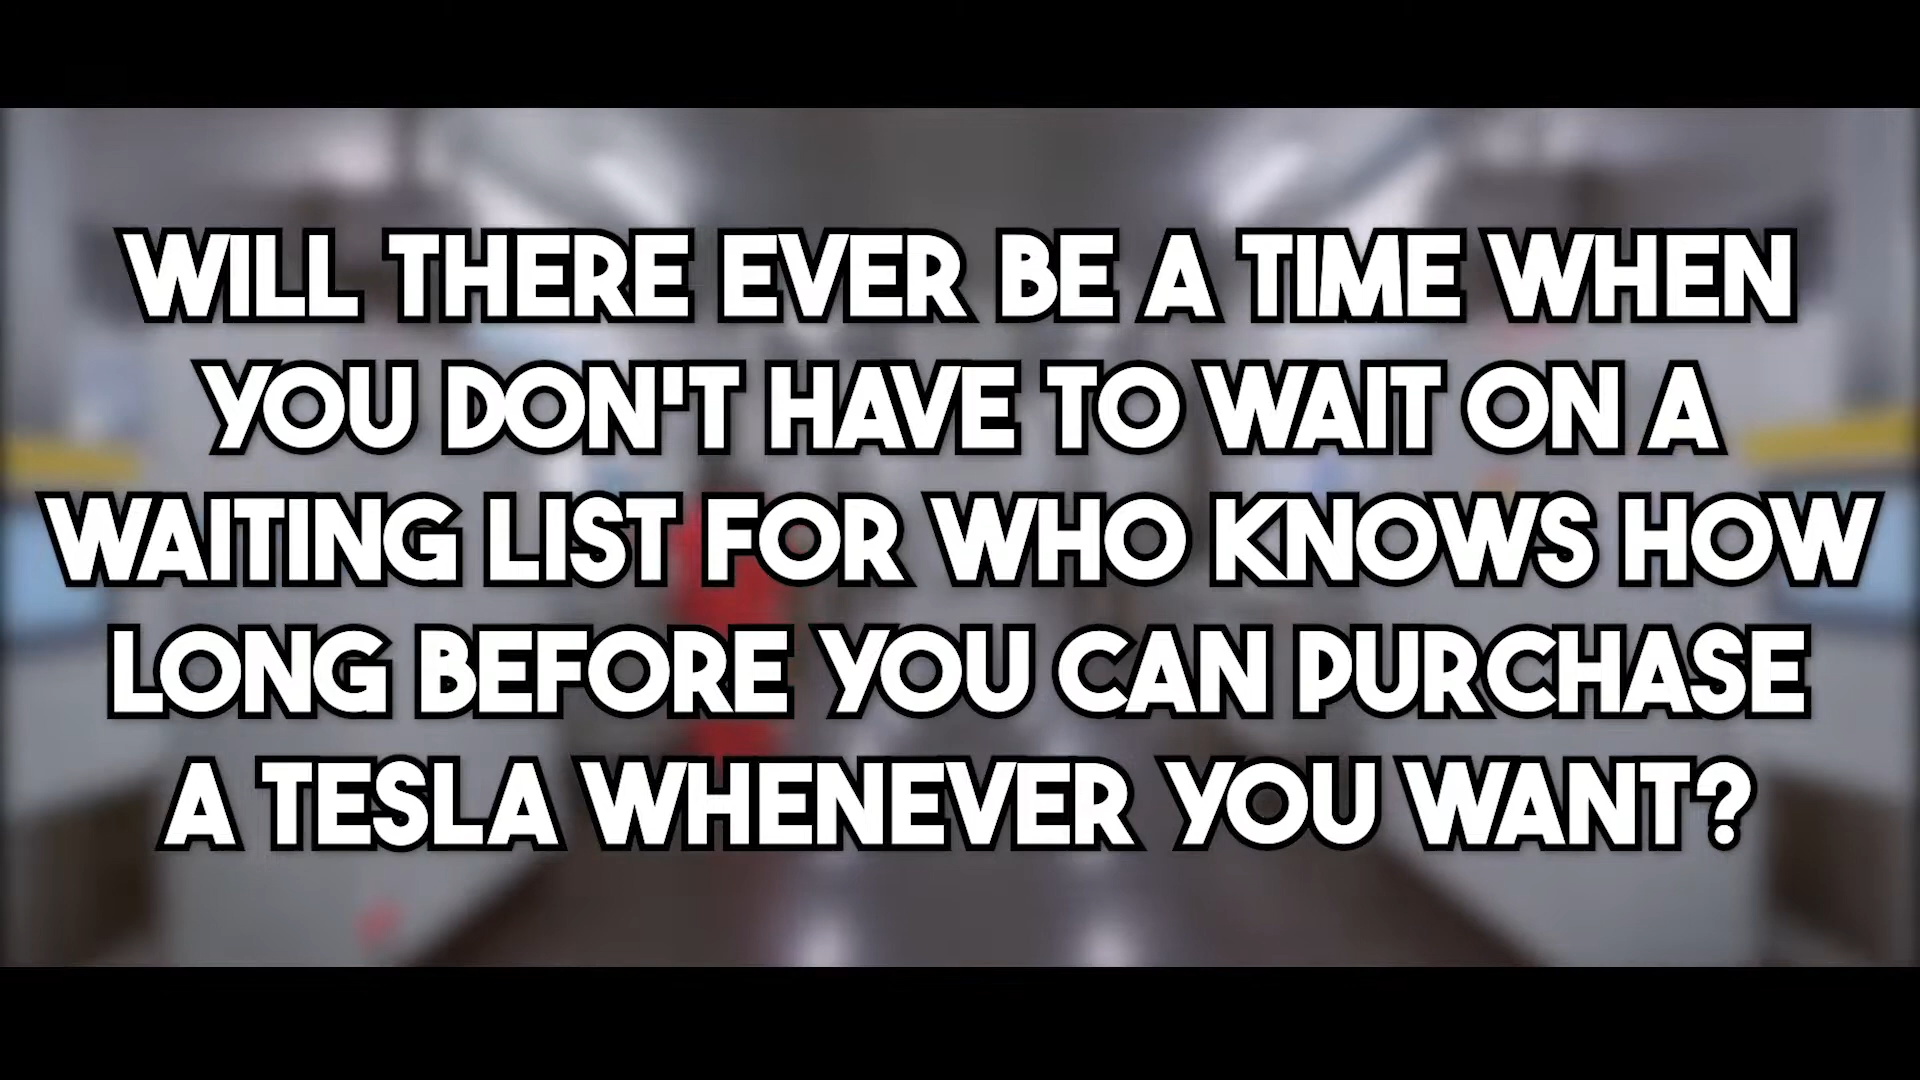 WILL THERE EVER BE A TIME WHEN
YOU DON'T HAVE TO WAIT ON A
WAITING LIST FOR WHO KNOWS HOW
LONG BEFORE YOU CAN PURCHASE
A TESLA WHENEVER YOU WANT?